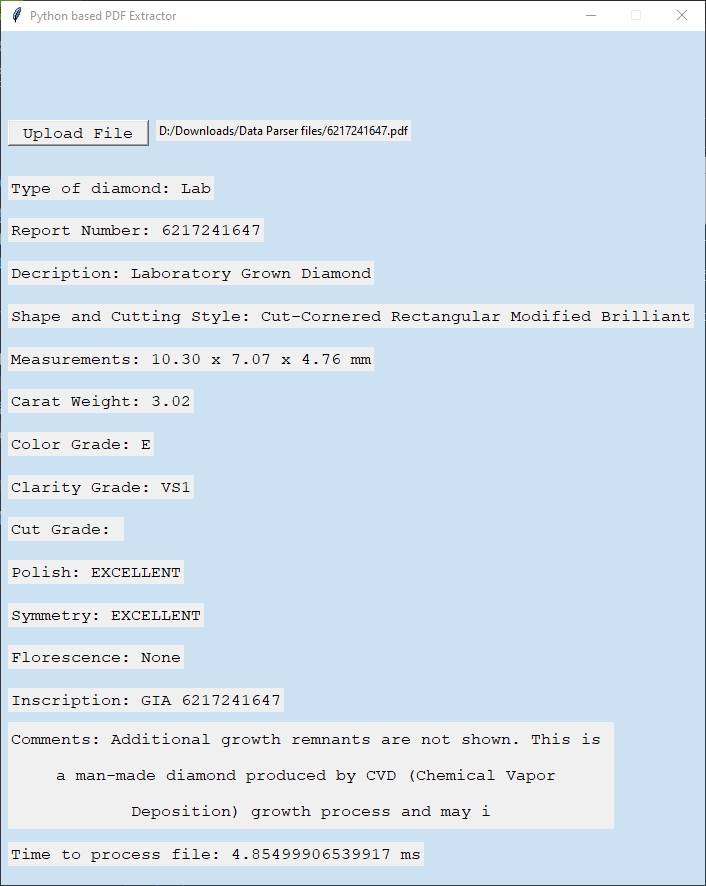 Python based PDF Extractor
Upload File D:/Downloads/Data Parser files/6217241647.pdf
Type of diamond: Lab
Report Number: 6217241647
Decription: Laboratory Grown Diamond
Shape and Cutting Style: Cut-Cornered Rectangular Modified Brilliant
Measurements: 10.30 x 7.07 x 4.76 mm
Carat Weight: 3.02
Color Grade: E
Clarity Grade: VS1
Cut Grade:
Polish: EXCELLENT
Symmetry: EXCELLENT
Florescence: None
Inscription: GIA 6217241647
Comments: Additional growth remnants are not shown. This is
a man-made diamond produced by CVD (Chemical Vapor
Deposition) growth process and may i
Time to process file: 4.85499906539917 ms